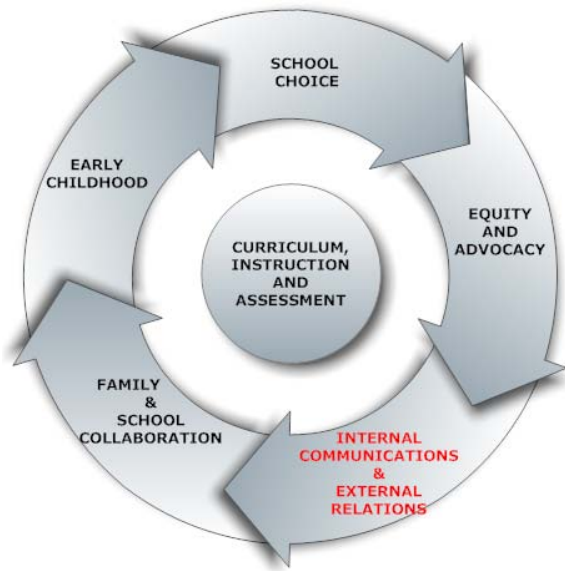 SCHOOL
CHOICE
EQUITY
AND
ADVOCACY
INTERNAL
COMMUNICATIONS
&
EXTERNAL
RELATIONS
FAMILY
&
SCHOOL
COLLABORATION
EARLY
CHILDHOOD
CURRICULUM,
INSTRUCTION
AND
ASSESSMENT